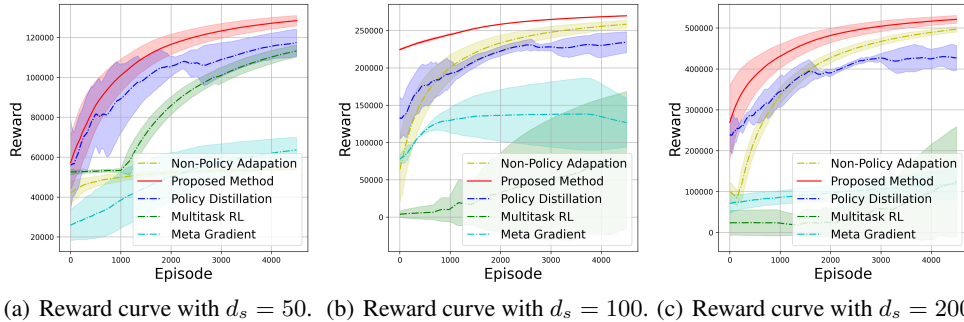 120000
100000
80000
60000
40000
20000
Reward
Non-Policy Adapation
Proposed Method
Policy Distillation
Multitask RL
Meta Gradient
0 1000 2000 3000 4000
Episode
250000
200000
150000
100000
50000
0
Reward
Non-Policy Adapation
Proposed Method
Policy Distillation
Multitask RL
Meta Gradient
0 1000 2000 3000 4000
Episode
500000
400000
300000
200000
100000
0
Reward
Non-Policy Adapation
Proposed Method
Policy Distillation
Multitask RL
Meta Gradient
0 1000 2000 3000 4000
Episode
(a) Reward curve with d_s = 50. (b) Reward curve with d_s = 100. (c) Reward curve with d_s = 200